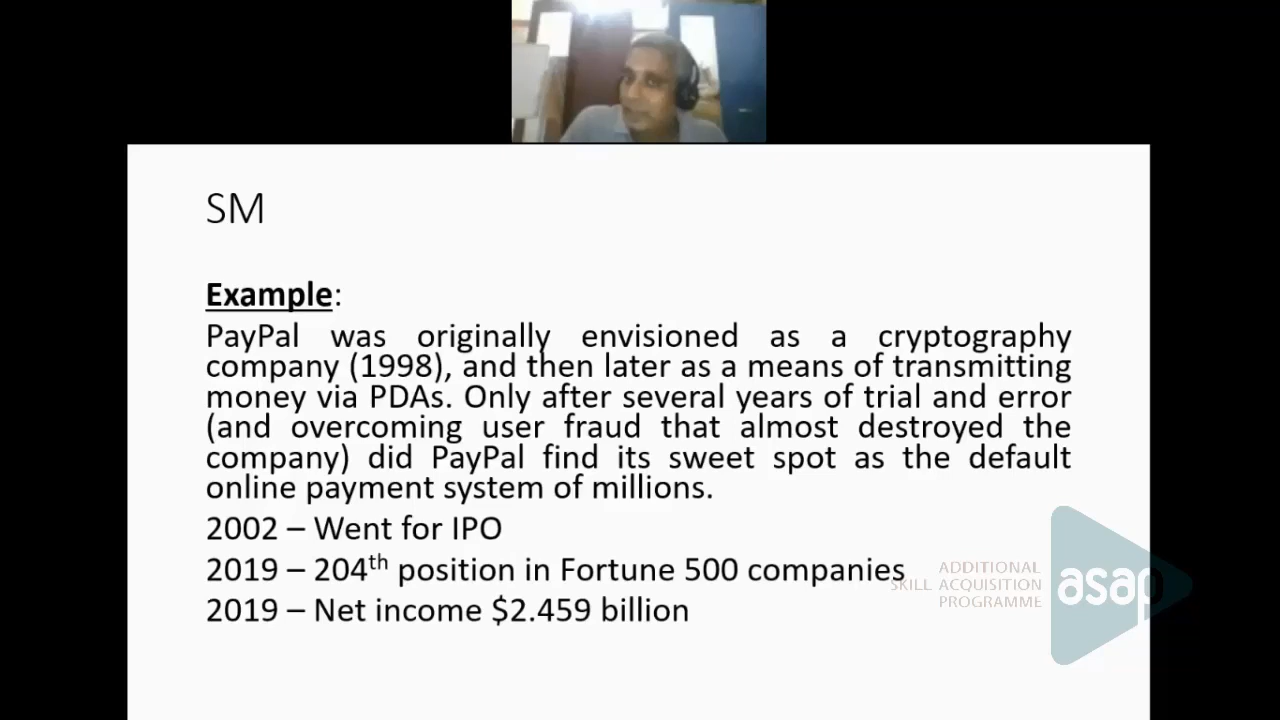 SM
Example:
PayPal was originally envisioned as a cryptography
company (1998), and then later as a means of transmitting
money via PDAs. Only after several years of trial and error
(and overcoming user fraud that almost destroyed the
company) did PayPal find its sweet spot as the default
online payment system of millions.
2002 – Went for IPO
2019 – 204th position in Fortune 500 companies
2019 – Net income $2.459 billion
ADDITIONAL
SKILL ACQUISITION
PROGRAMME
asap